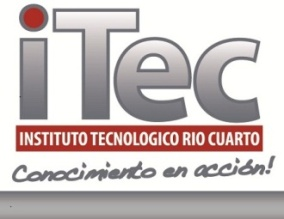 iTec
INSTITUTO TECNOLOGICO RIO CUARTO
Conocimiento en acción!